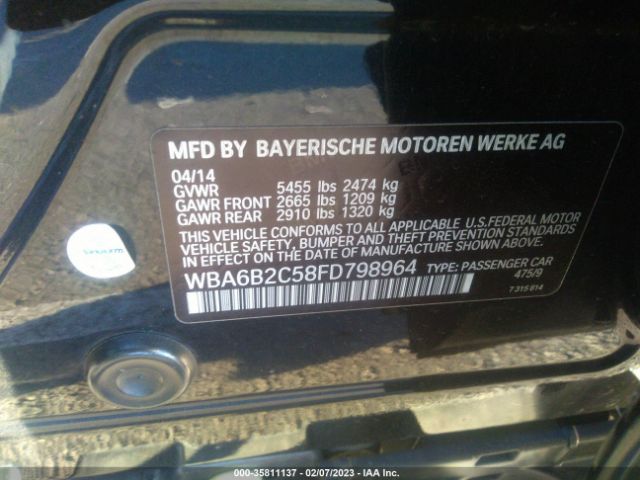 MFD BY BAYERISCHE MOTOREN WERKE AG
04/14
GVWR 5455 lbs 2474 kg
GAWR FRONT 2665 lbs 1209 kg
GAWR REAR 2910 lbs 1320 kg
THIS VEHICLE CONFORMS TO ALL APPLICABLE U.S.FEDERAL MOTOR
VEHICLE SAFETY, BUMPER AND THEFT PREVENTION STANDARDS
IN EFFECT ON THE DATE OF MANUFACTURE SHOWN ABOVE.
WBA6B2C58FD798964 TYPE: PASSENGER CAR
475/9
7 315 814
000-35811137 - 02/07/2023 - IAA Inc.